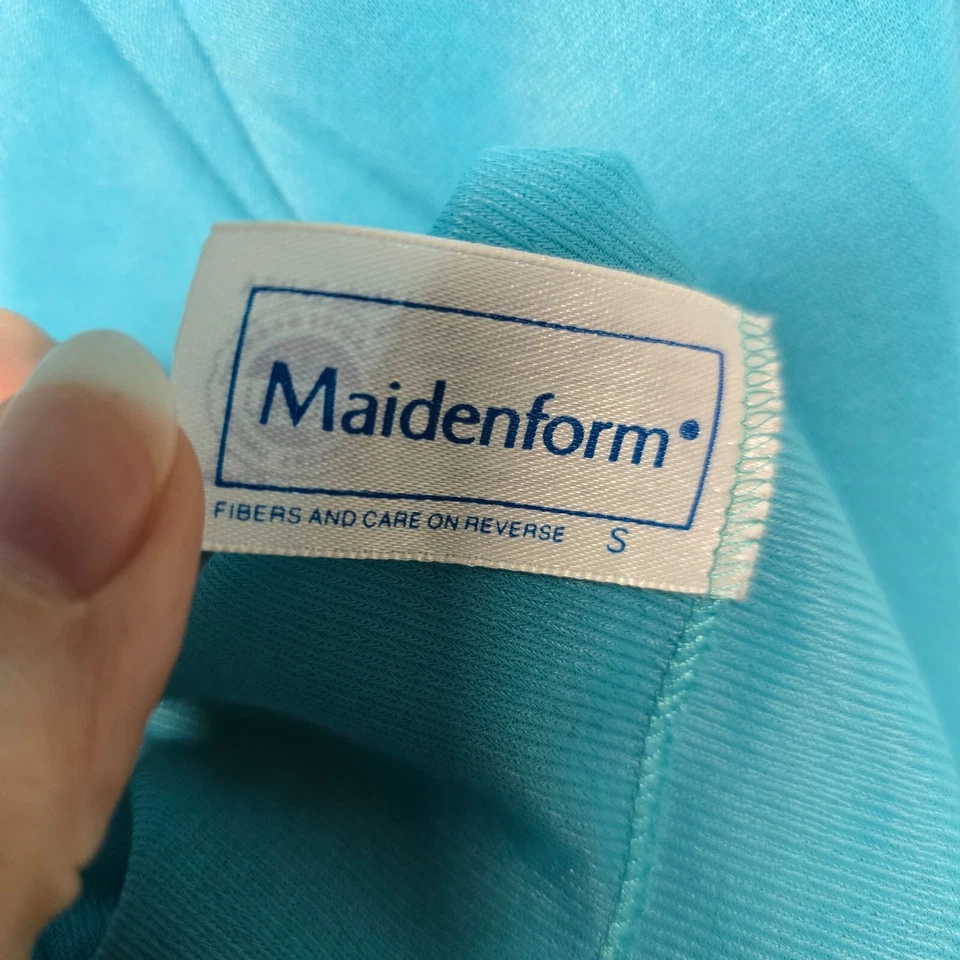 Maidenform
FIBERS AND CARE ON REVERSE S